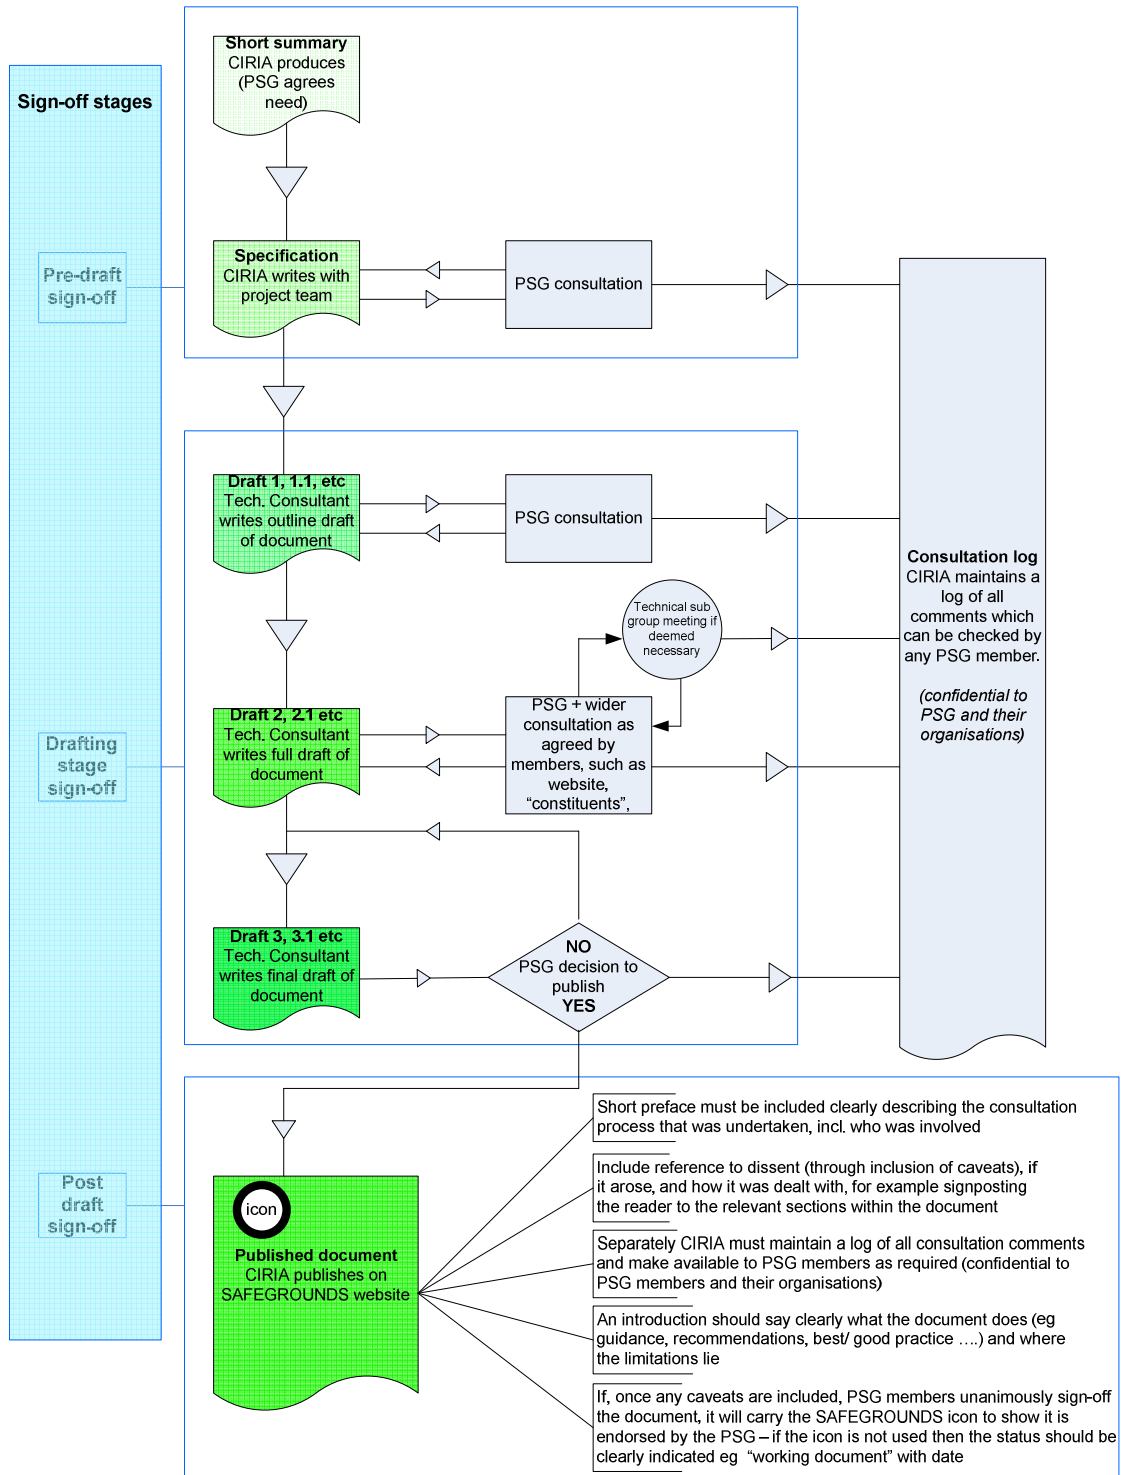 Short summary
CIRIA produces
(PSG agrees
need)
Sign-off stages
Pre-draft
sign-off
Specification
CIRIA writes with
project team
PSG consultation
Draft 1, 1.1, etc
Tech. Consultant
writes outline draft
of document
PSG consultation
Consultation log
CIRIA maintains a
log of all
comments which
can be checked by
any PSG member.
(confidential to
PSG and their
organisations)
Technical sub
group meeting if
deemed
necessary
Drafting
stage
sign-off
Draft 2, 2.1 etc
Tech. Consultant
writes full draft of
document
PSG + wider
consultation as
agreed by
members, such as
website,
“constituents”,
Draft 3, 3.1 etc
Tech. Consultant
writes final draft of
document
NO
PSG decision to
publish
YES
Post
draft
sign-off
icon
Published document
CIRIA publishes on
SAFEGROUNDS website
Short preface must be included clearly describing the consultation
process that was undertaken, incl. who was involved
Include reference to dissent (through inclusion of caveats), if
it arose, and how it was dealt with, for example signposting
the reader to the relevant sections within the document
Separately CIRIA must maintain a log of all consultation comments
and make available to PSG members as required (confidential to
PSG members and their organisations)
An introduction should say clearly what the document does (eg
guidance, recommendations, best/ good practice ….) and where
the limitations lie
If, once any caveats are included, PSG members unanimously sign-off
the document, it will carry the SAFEGROUNDS icon to show it is
endorsed by the PSG – if the icon is not used then the status should be
clearly indicated eg “working document” with date